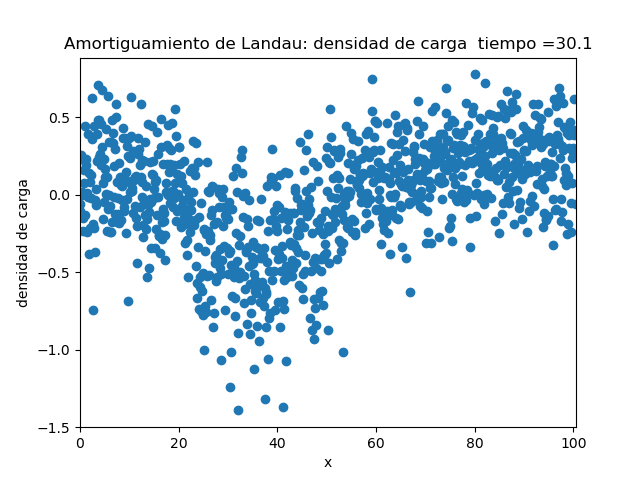 Amortiguamiento de Landau: densidad de carga  tiempo =30.1
densidad de carga
0.5
0.0
−0.5
−1.0
−1.5
0 20 40 60 80 100
x